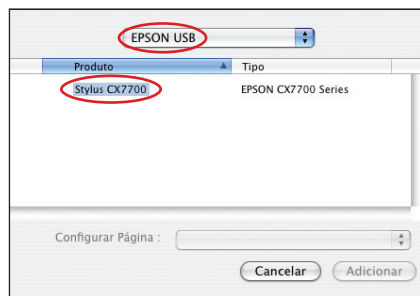 EPSON USB
Produto Tipo
Stylus CX7700 EPSON CX7700 Series
Configurar Página :
Cancelar Adicionar